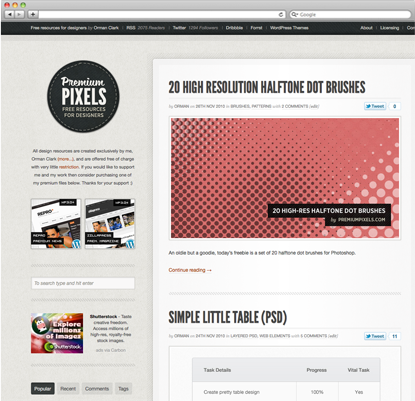 Google
Free resources for designers by Orman Clark
RSS 2075 Readers
Twitter 1294 Followers
Dribbble
Forrst
WordPress Themes
About
Licensing
Premium
PIXELS
FREE RESOURCES
FOR DESIGNERS
All design resources are created exclusively by me,
Orman Clark (more...), and are offered free of charge
with very little restriction. If you would like to support
me and my work then consider purchasing one of
my premium files below. Thanks for your support :)
To search type and hit enter
Explore
millions
of
images
Shutterstock
Shutterstock - Taste
creative freedom.
Access millions of
high-res, royalty-free
stock images.
ads via Carbon
Popular
Recent
Comments
Tags
20 HIGH RESOLUTION HALFTONE DOT BRUSHES
by ORMAN on 29TH NOV 2010 in BRUSHES, PATTERNS with 3 COMMENTS (edit)
Tweet
0
20 HIGH-RES HALFTONE DOT BRUSHES
by PREMIUMPIXELS.COM
An oldie but a goodie, today's freebie is a set of 20 halftone dot brushes for Photoshop.
Continue reading →
SIMPLE LITTLE TABLE (PSD)
by ORMAN on 24TH NOV 2010 in LAYERED PSD, WEB ELEMENTS with 5 COMMENTS (edit)
Tweet
11
Task Details
Progress
Vital Task
Create pretty table design
100%
Yes